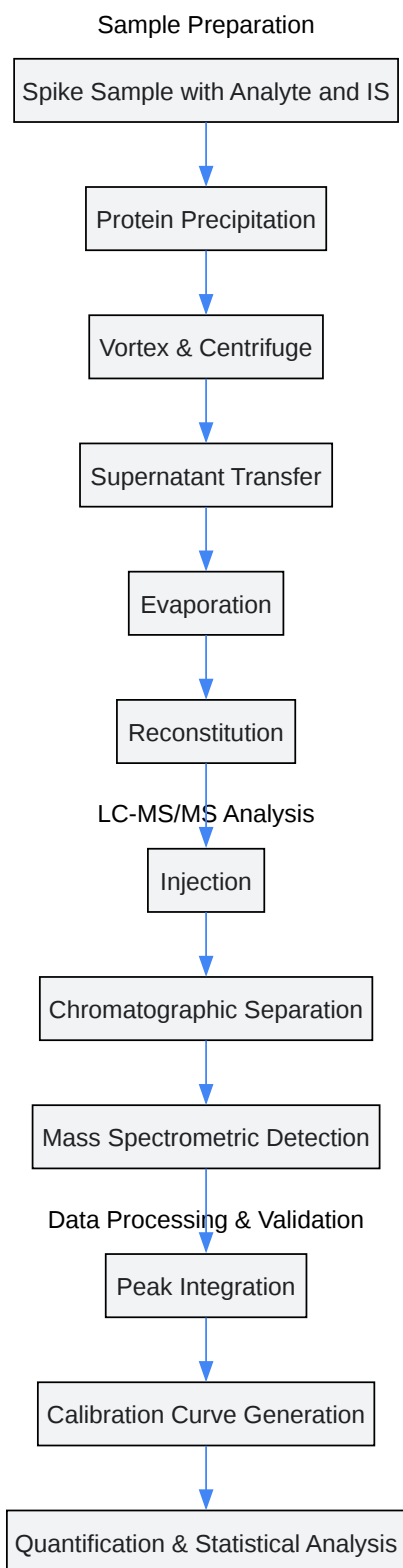 Sample Preparation
Spike Sample with Analyte and IS
Protein Precipitation
Vortex & Centrifuge
Supernatant Transfer
Evaporation
Reconstitution
LC-MS/MS Analysis
Injection
Chromatographic Separation
Mass Spectrometric Detection
Data Processing & Validation
Peak Integration
Calibration Curve Generation
Quantification & Statistical Analysis